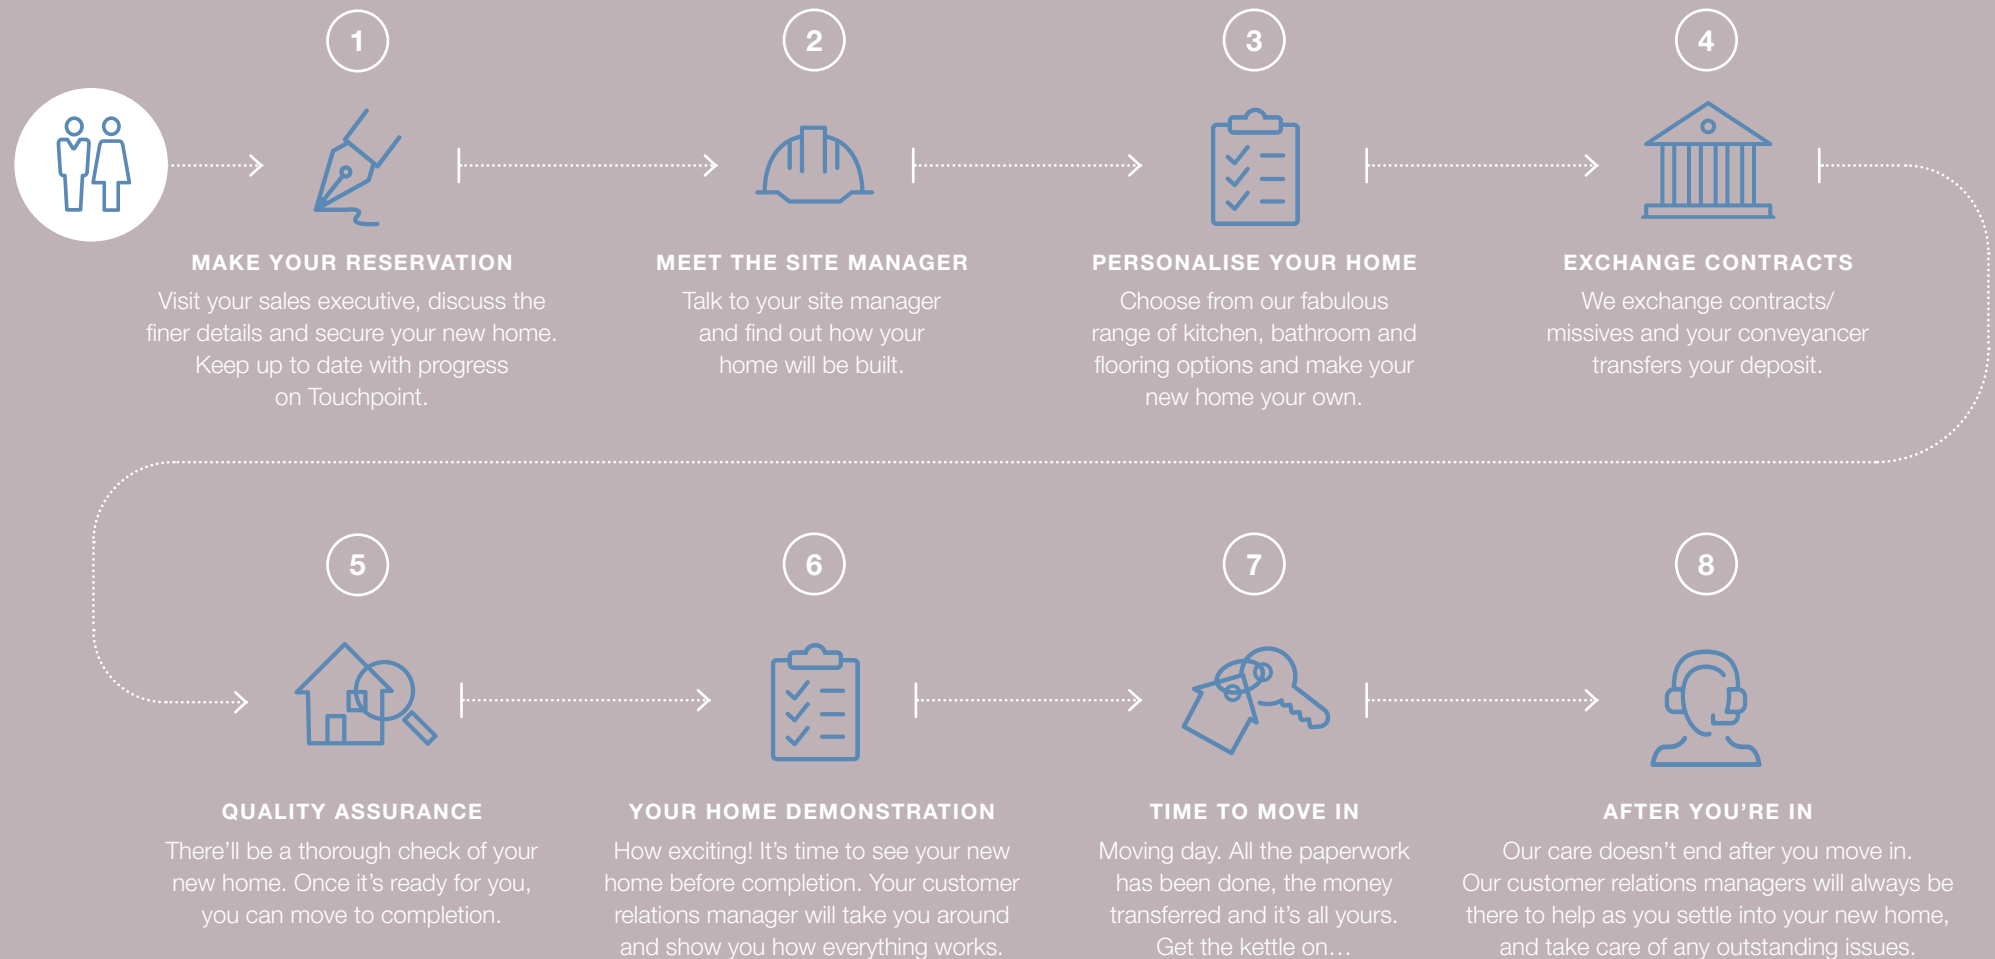 1
MAKE YOUR RESERVATION
Visit your sales executive, discuss the
finer details and secure your new home.
Keep up to date with progress
on Touchpoint.
2
MEET THE SITE MANAGER
Talk to your site manager
and find out how your
home will be built.
3
PERSONALISE YOUR HOME
Choose from our fabulous
range of kitchen, bathroom and
flooring options and make your
new home your own.
4
EXCHANGE CONTRACTS
We exchange contracts/
missives and your conveyancer
transfers your deposit.
5
QUALITY ASSURANCE
There’ll be a thorough check of your
new home. Once it’s ready for you,
you can move to completion.
6
YOUR HOME DEMONSTRATION
How exciting! It’s time to see your new
home before completion. Your customer
relations manager will take you around
and show you how everything works.
7
TIME TO MOVE IN
Moving day. All the paperwork
has been done, the money
transferred and it’s all yours.
Get the kettle on…
8
AFTER YOU’RE IN
Our care doesn’t end after you move in.
Our customer relations managers will always be
there to help as you settle into your new home,
and take care of any outstanding issues.